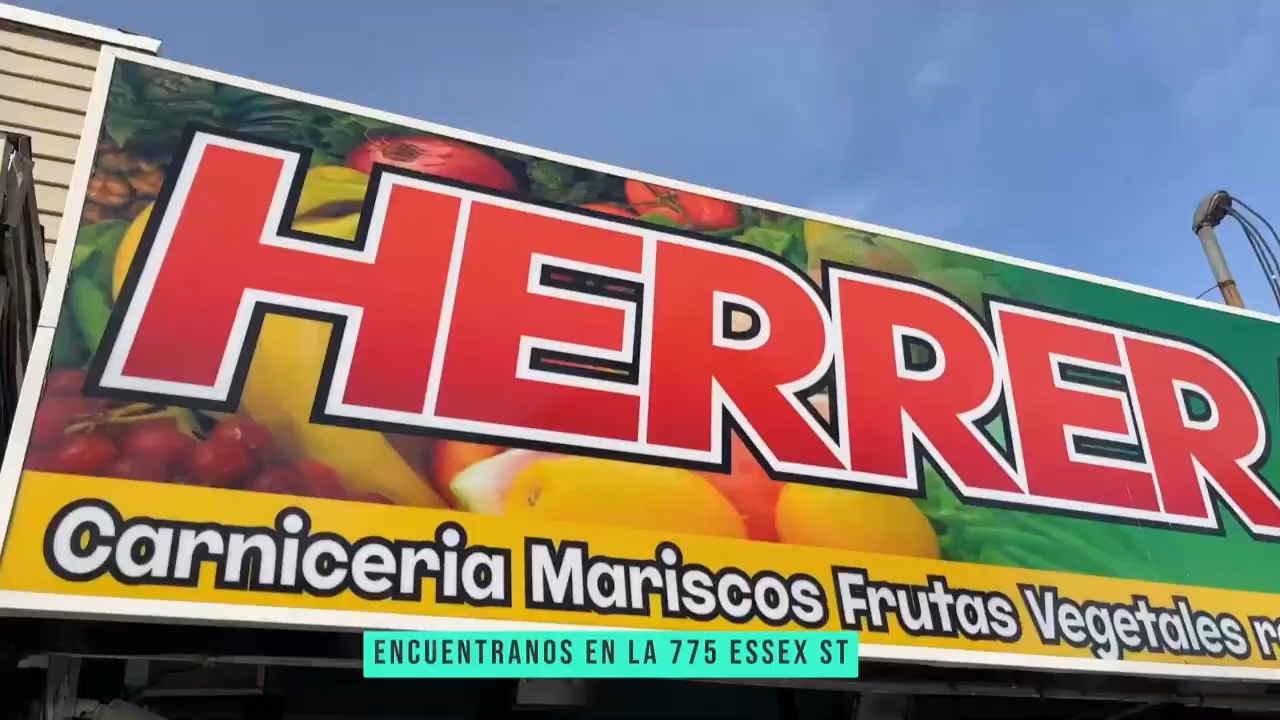 HERRER
Carniceria Mariscos Frutas Vegetales
ENCUENTRANOS EN LA 775 ESSEX ST